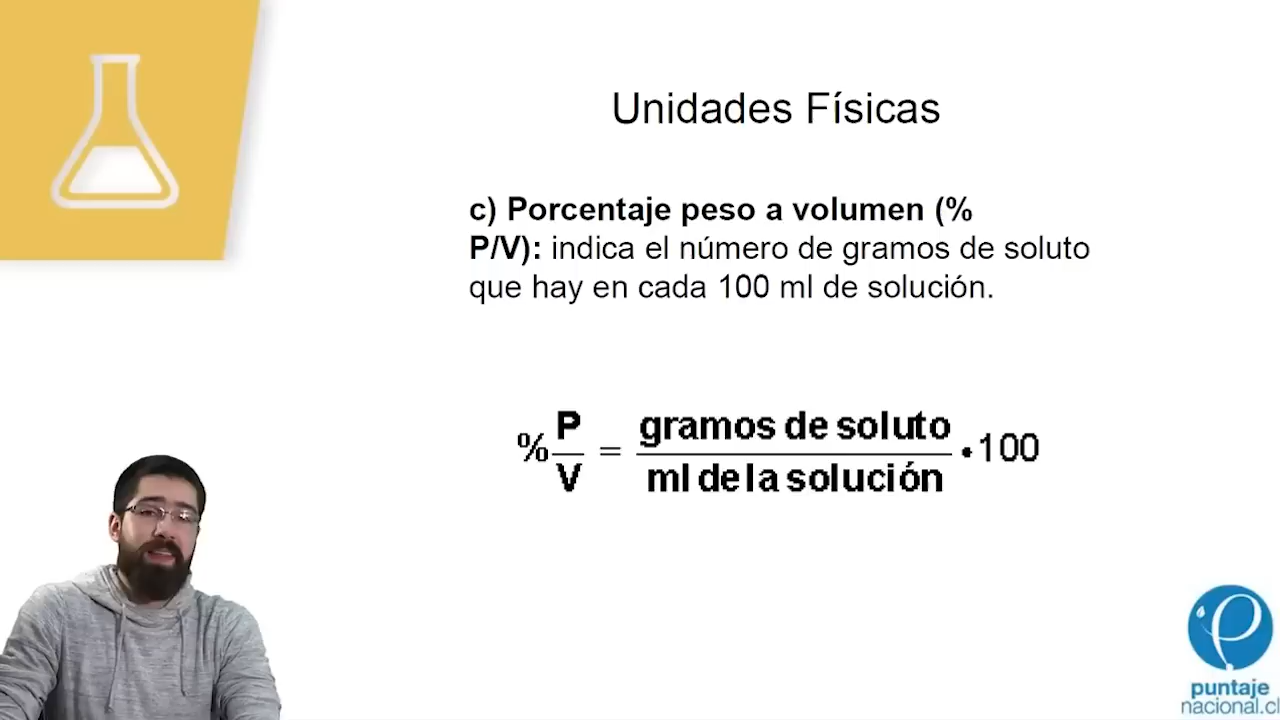 Unidades Físicas
c) Porcentaje peso a volumen (%
P/V): indica el número de gramos de soluto
que hay en cada 100 ml de solución.
% P/V = gramos de soluto / ml de la solución • 100
puntaje
nacional.cl